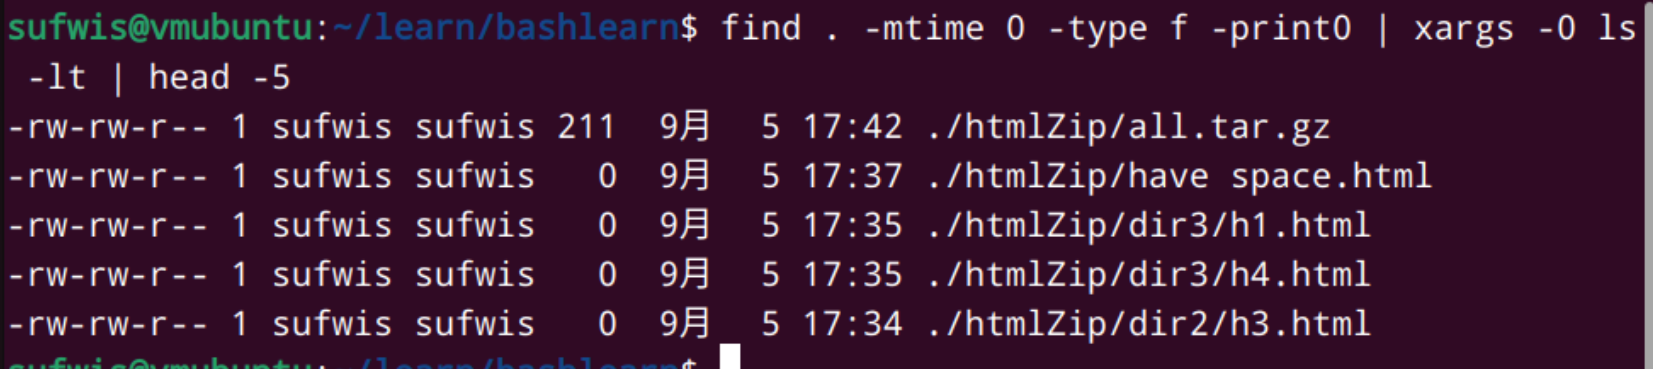 sufwis@vmubuntu:~/learn/bashlearn$ find . -mtime 0 -type f -print0 | xargs -0 ls
 -lt | head -5
-rw-rw-r-- 1 sufwis sufwis 211  9月   5 17:42 ./htmlZip/all.tar.gz
-rw-rw-r-- 1 sufwis sufwis   0  9月   5 17:37 ./htmlZip/have space.html
-rw-rw-r-- 1 sufwis sufwis   0  9月   5 17:35 ./htmlZip/dir3/h1.html
-rw-rw-r-- 1 sufwis sufwis   0  9月   5 17:35 ./htmlZip/dir3/h4.html
-rw-rw-r-- 1 sufwis sufwis   0  9月   5 17:34 ./htmlZip/dir2/h3.html
sufwis@vmubuntu:~/learn/bashlearn$